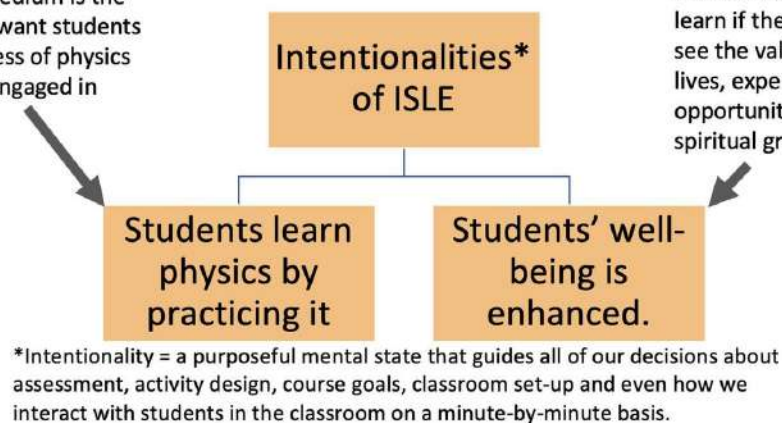 want students
ess of physics
ngaged in
Intentionalities*
of ISLE
learn if the
see the val
lives, expe
opportunit
spiritual gr
Students learn
physics by
practicing it
Students’ well-
being is
enhanced.
*Intentionality = a purposeful mental state that guides all of our decisions about
assessment, activity design, course goals, classroom set-up and even how we
interact with students in the classroom on a minute-by-minute basis.